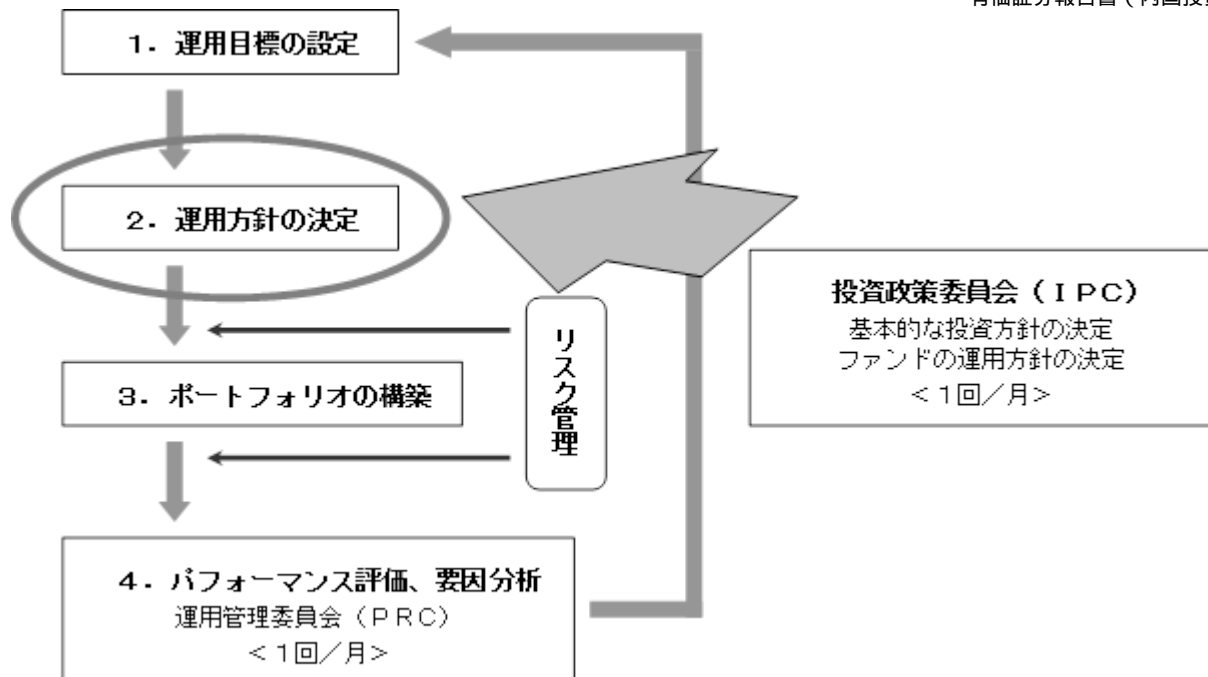 １．運用目標の設定
２．運用方針の決定
３．ポートフォリオの構築
リスク管理
４．パフォーマンス評価、要因分析
運用管理委員会（ＰＲＣ）
＜１回／月＞
投資政策委員会（ＩＰＣ）
基本的な投資方針の決定
ファンドの運用方針の決定
＜１回／月＞